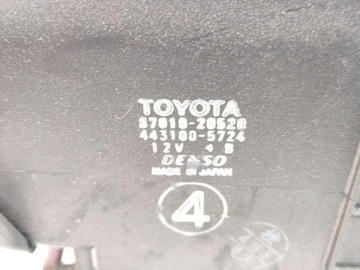 TOYOTA
87010-20520
443100-5724
12V 4 B
DENSO
MADE IN JAPAN
4